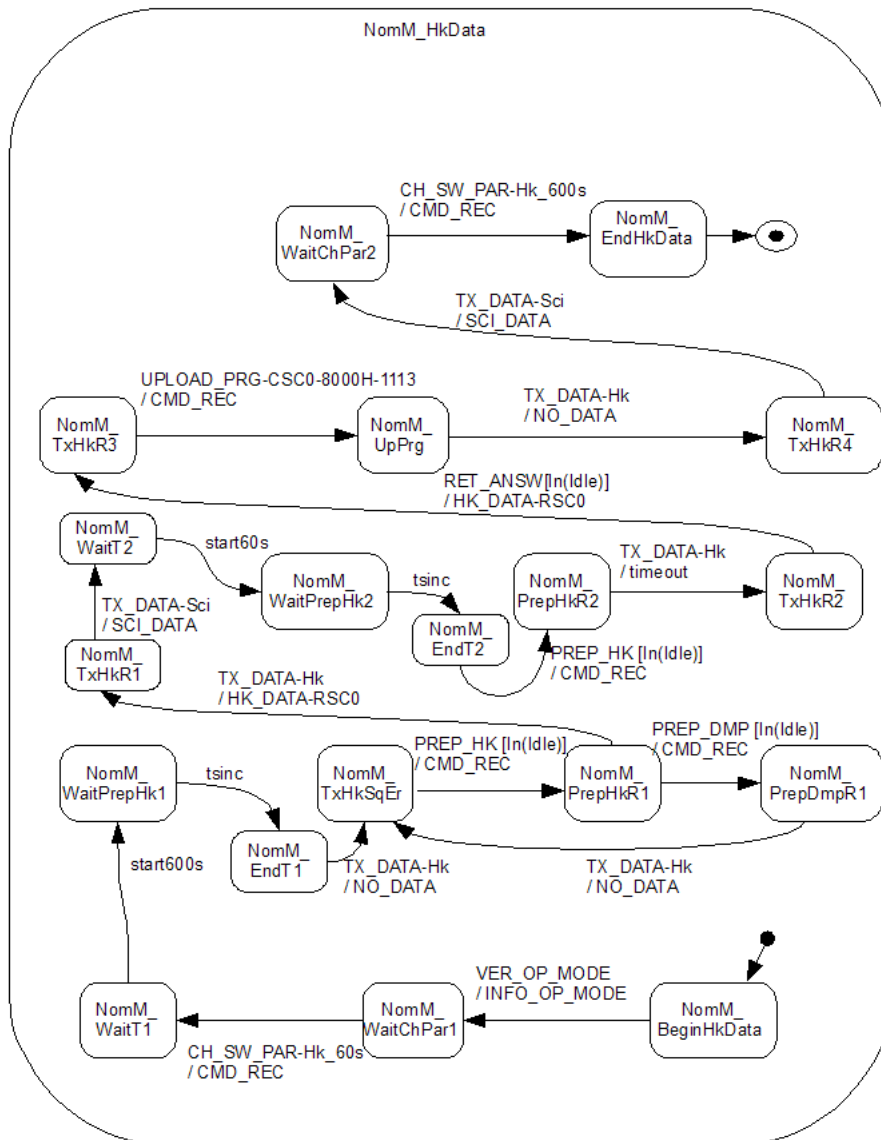 NomM_HkData
CH_SW_PAR-Hk_600s
/ CMD_REC
NomM_
WaitChPar2
NomM_
EndHkData
TX_DATA-Sci
/ SCI_DATA
UPLOAD_PRG-CSC0-8000H-1113
/ CMD_REC
NomM_
TxHkR3
NomM_
UpPrg
TX_DATA-Hk
/ NO_DATA
NomM_
TxHkR4
RET_ANSW[In(Idle)]
/ HK_DATA-RSC0
NomM_
WaitT2
start60s
NomM_
WaitPrepHk2
tsinc
NomM_
EndT2
NomM_
PrepHkR2
TX_DATA-Hk
/ timeout
NomM_
TxHkR2
TX_DATA-Sci
/ SCI_DATA
PREP_HK [In(Idle)]
/ CMD_REC
NomM_
TxHkR1
TX_DATA-Hk
/ HK_DATA-RSC0
NomM_
WaitPrepHk1
tsinc
NomM_
EndT1
NomM_
TxHkSqEr
PREP_HK [In(Idle)]
/ CMD_REC
NomM_
PrepHkR1
PREP_DMP [In(Idle)]
/ CMD_REC
NomM_
PrepDmpR1
start600s
TX_DATA-Hk
/ NO_DATA
TX_DATA-Hk
/ NO_DATA
NomM_
WaitT1
CH_SW_PAR-Hk_60s
/ CMD_REC
NomM_
WaitChPar1
VER_OP_MODE
/ INFO_OP_MODE
NomM_
BeginHkData